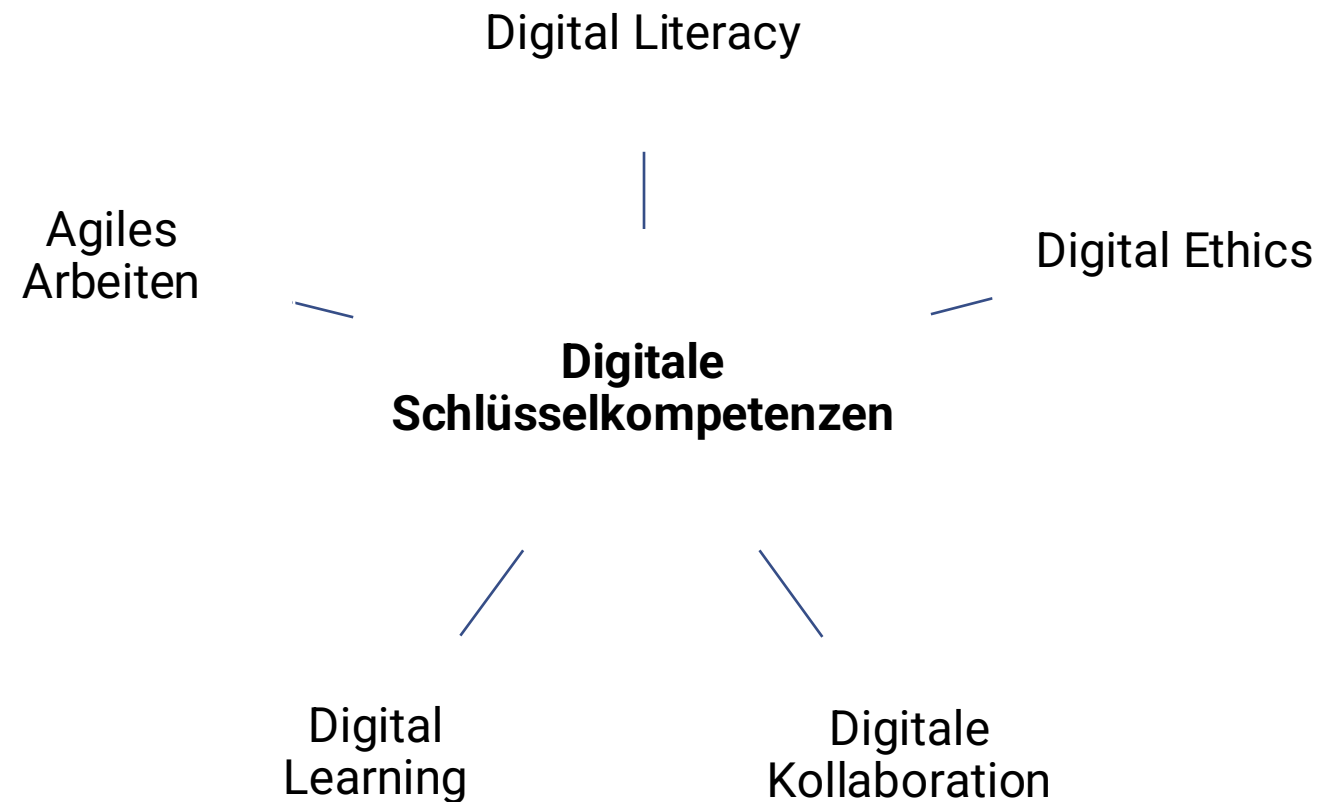 Digital Literacy
Agiles
Arbeiten
Digital Ethics
Digitale
Schlüsselkompetenzen
Digital
Learning
Digitale
Kollaboration